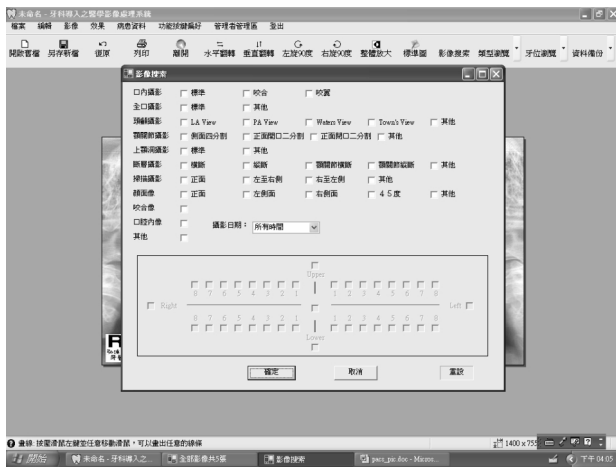 未命名 - 牙科導入之醫學影像處理系統
檔案 編輯 影像 效果 病患資料 功能按鍵偏好 管理者管理區 登出
開啟舊檔 另存新檔 復原 列印 離開 水平翻轉 垂直翻轉 左旋90度 右旋90度 整體放大 標準圖 影像搜索 類型瀏覽 牙位瀏覽 資料備份
影像搜索
口內攝影 標準 咬合 咬翼
全口攝影 標準 其他
頭顱攝影 LA View PA View Waters View Town's View 其他
顎關節攝影 側面四分割 正面開口二分割 正面閉口二分割 其他
上顎洞攝影 標準 其他
斷層攝影 橫斷 縱斷 顎關節橫斷 顎關節縱斷 其他
掃描攝影 正面 左至右側 右至左側 其他
顏面像 正面 左側面 右側面 45度 其他
咬合像
口腔內像 攝影日期： 所有時間
其他
Upper
8 7 6 5 4 3 2 1 1 2 3 4 5 6 7 8
Right Left
8 7 6 5 4 3 2 1 1 2 3 4 5 6 7 8
Lower
確定 取消 重設
畫線: 按壓滑鼠左鍵並任意移動滑鼠，可以畫出任意的線條 1400 x 755
開始 未命名 - 牙科導入之... 全部影像共5張 影像搜索 pacs_pic.doc - Micros... 下午 04:05